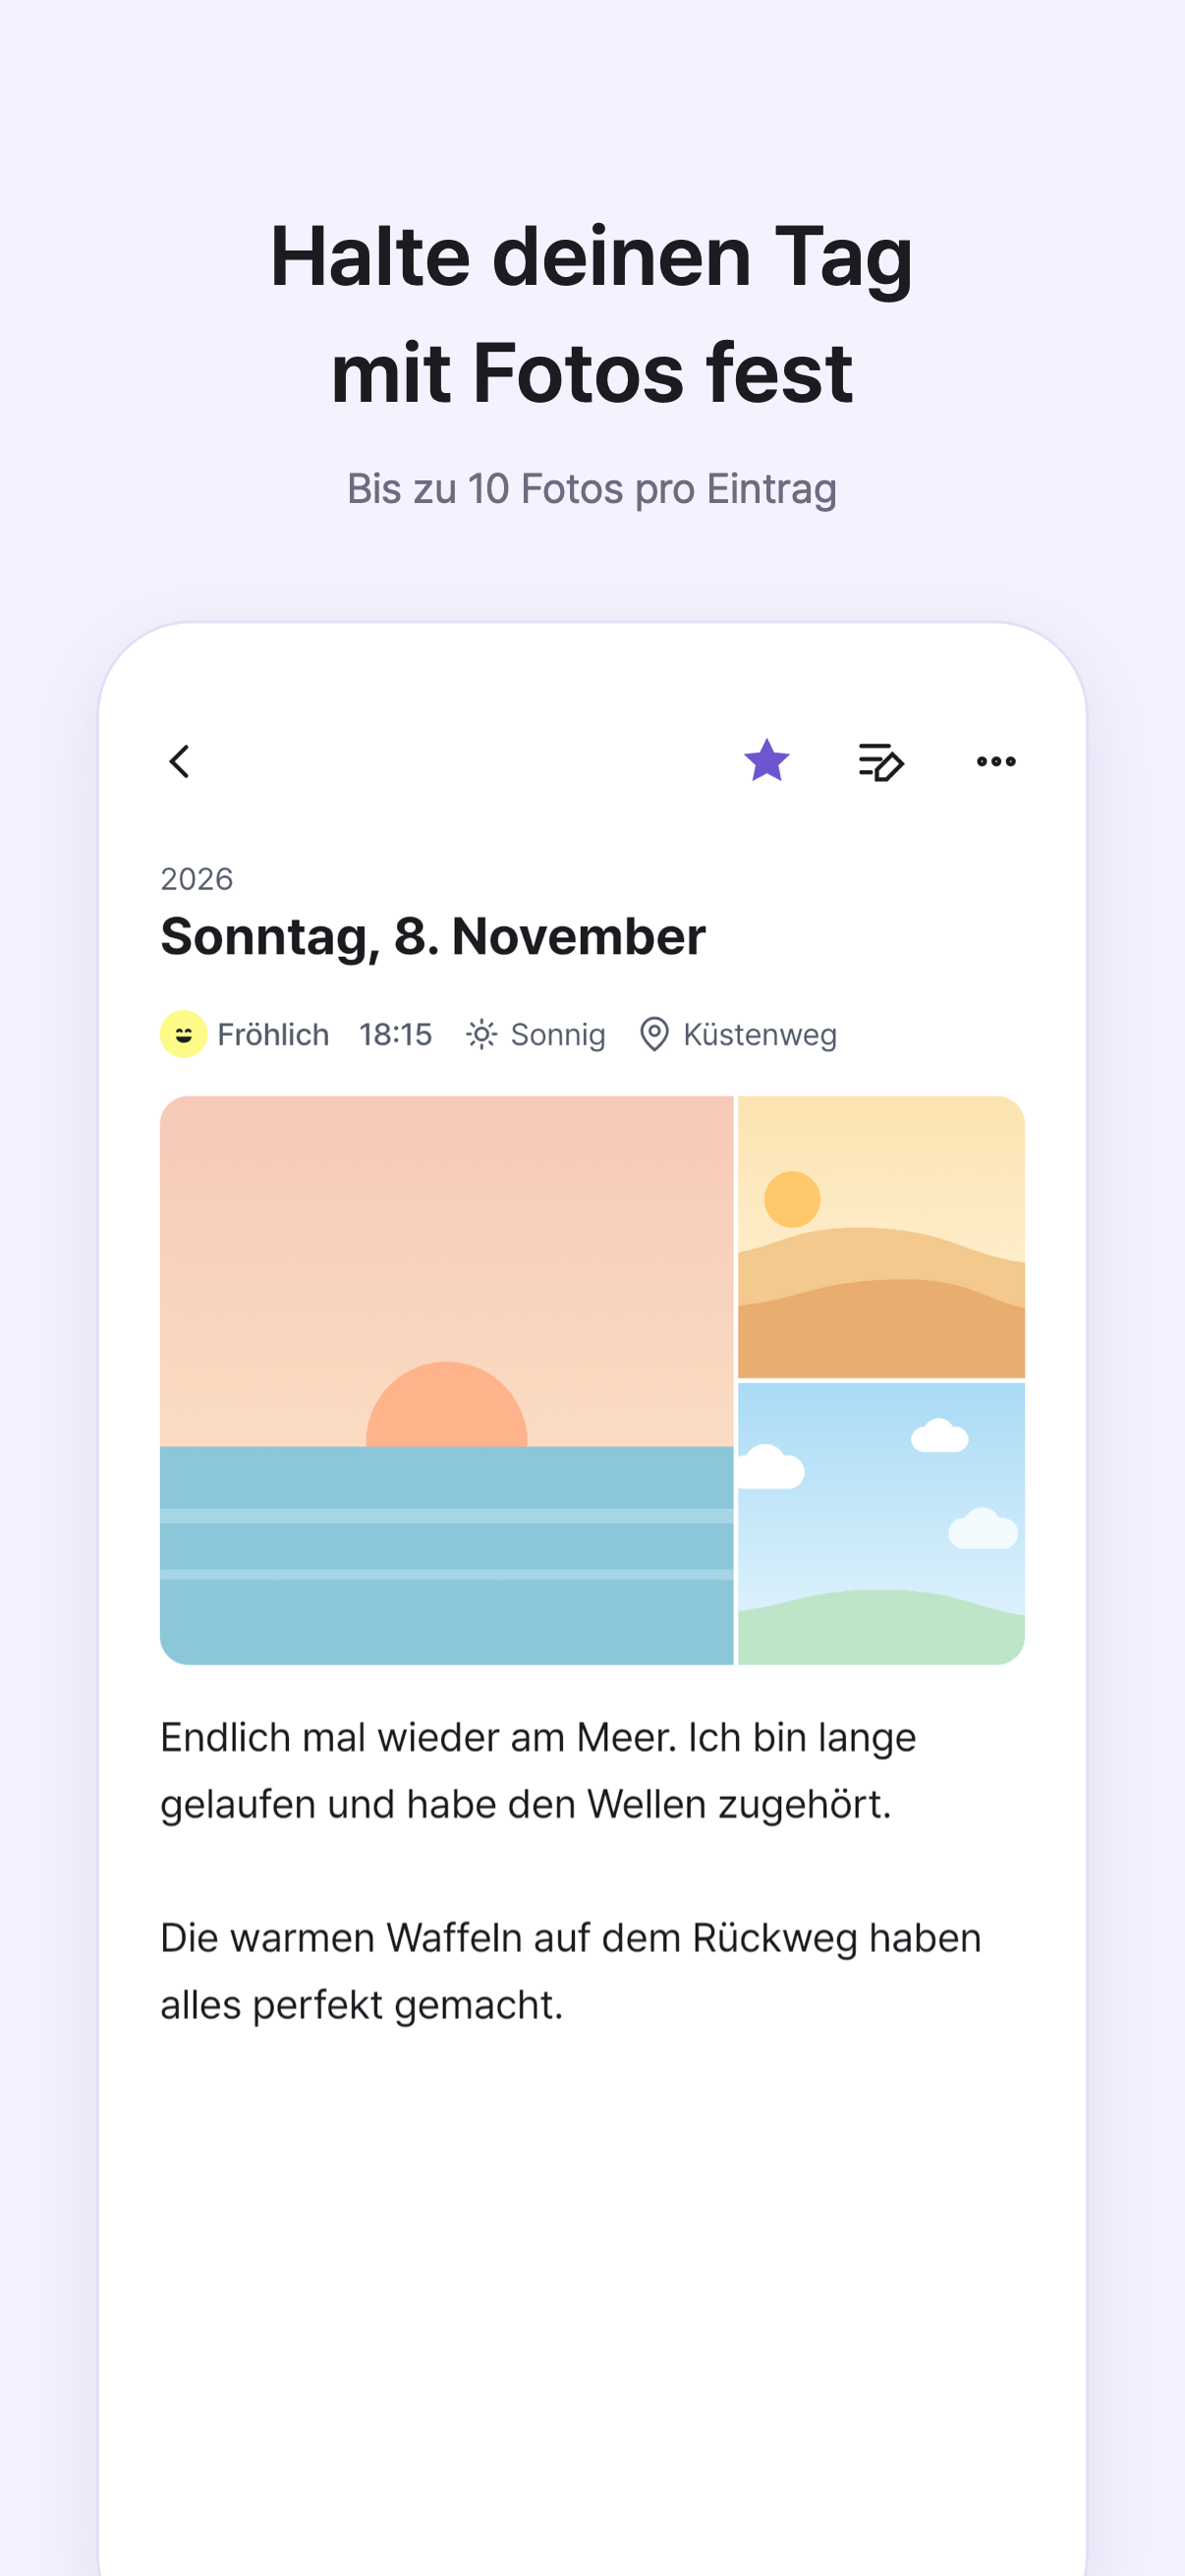 Halte deinen Tag
mit Fotos fest
Bis zu 10 Fotos pro Eintrag
2026
Sonntag, 8. November
Fröhlich 18:15 Sonnig Küstenweg
Endlich mal wieder am Meer. Ich bin lange
gelaufen und habe den Wellen zugehört.
Die warmen Waffeln auf dem Rückweg haben
alles perfekt gemacht.